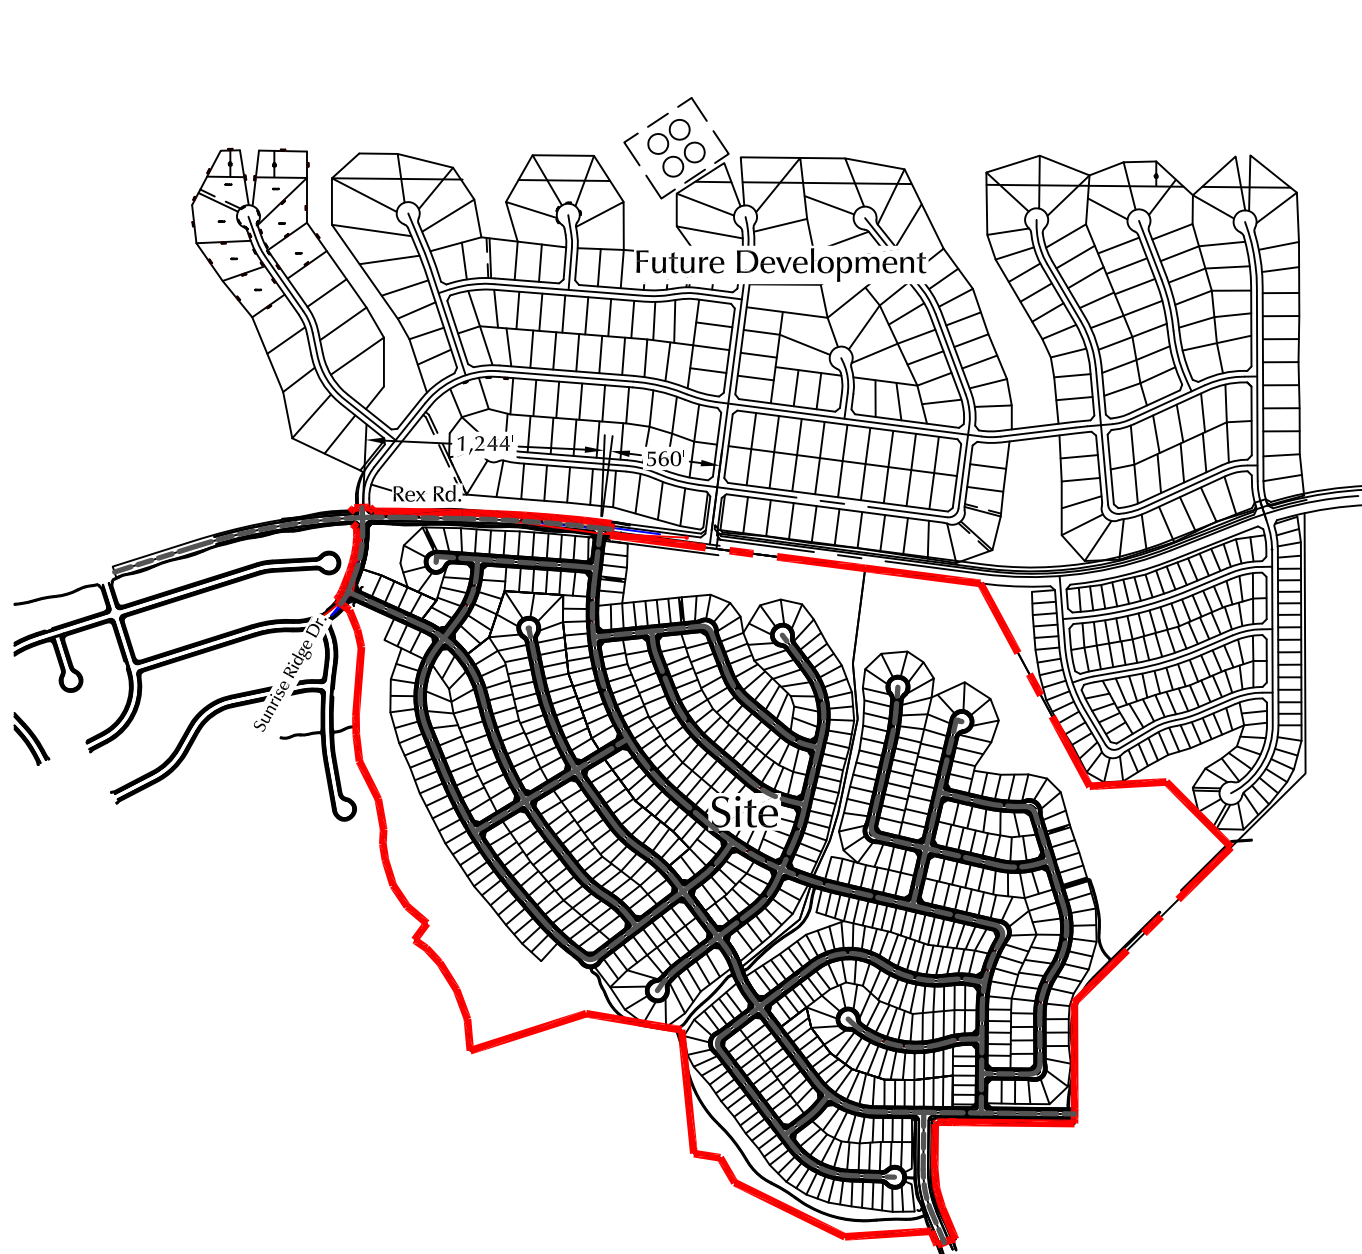 Future Development
1,244'
560'
Rex Rd.
Sunrise Ridge Dr.
Site